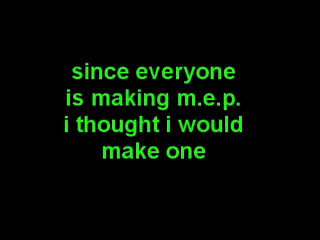 since everyone
is making m.e.p.
i thought i would
make one